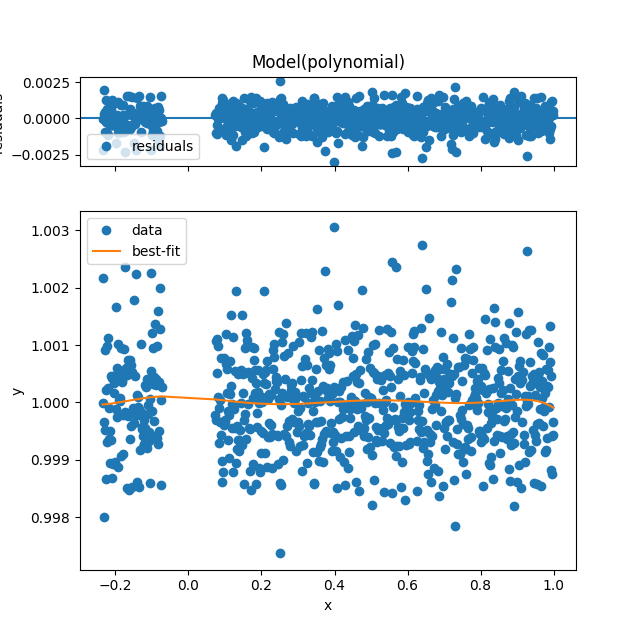 Model(polynomial)
0.0025
0.0000
−0.0025
residuals
residuals
1.003
1.002
1.001
1.000
0.999
0.998
data
best-fit
y
−0.2
0.0
0.2
0.4
0.6
0.8
1.0
x